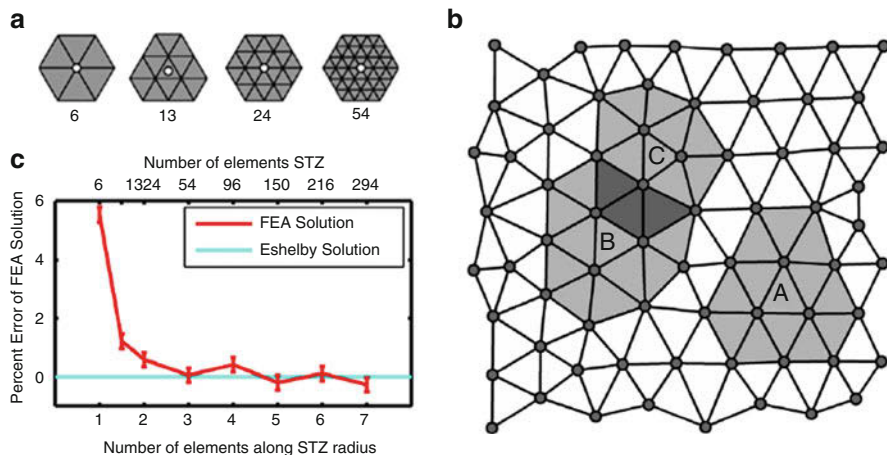 a
6 13 24 54
b
C
B
A
c
Number of elements STZ
6 1324 54 96 150 216 294
Percent Error of FEA Solution
6
4
2
0
FEA Solution
Eshelby Solution
1 2 3 4 5 6 7
Number of elements along STZ radius